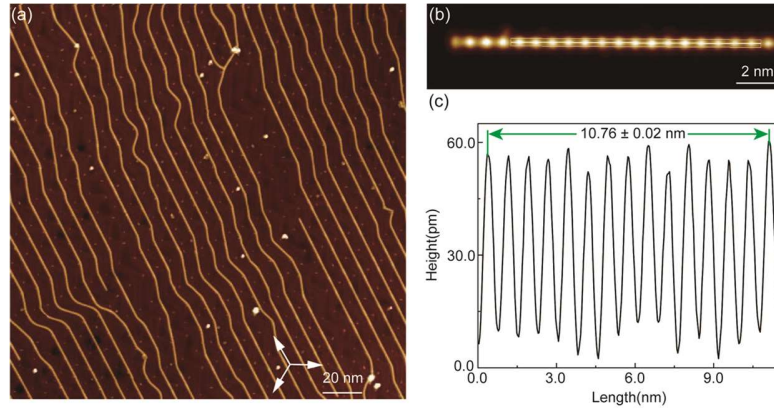 (a)
20 nm
(b)
2 nm
(c)
10.76 ± 0.02 nm
60.0
30.0
0.0
Height(pm)
0.0
3.0
6.0
9.0
Length(nm)